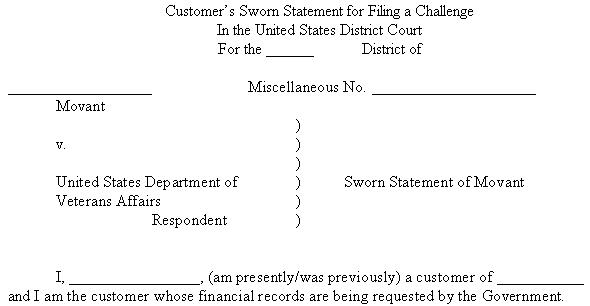 Customer's Sworn Statement for Filing a Challenge
In the United States District Court
For the ______ District of
__________________ Miscellaneous No. ____________________
Movant
)
v. )
)
United States Department of ) Sworn Statement of Movant
Veterans Affairs )
Respondent )
I, ________________, (am presently/was previously) a customer of ___________
and I am the customer whose financial records are being requested by the Government.